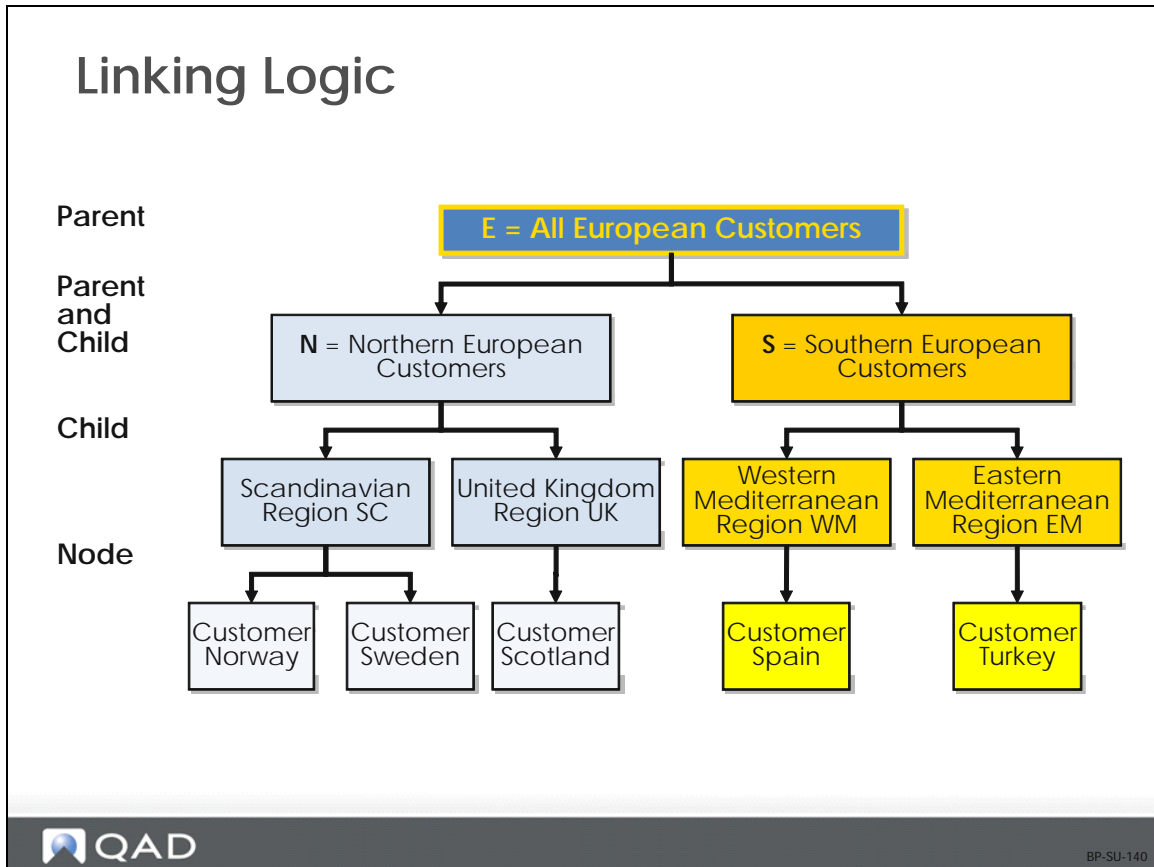 Linking Logic
Parent
E = All European Customers
Parent
and
Child
N = Northern European
Customers
S = Southern European
Customers
Child
Scandinavian
Region SC
United Kingdom
Region UK
Western
Mediterranean
Region WM
Eastern
Mediterranean
Region EM
Node
Customer
Norway
Customer
Sweden
Customer
Scotland
Customer
Spain
Customer
Turkey
QAD
BP-SU-140